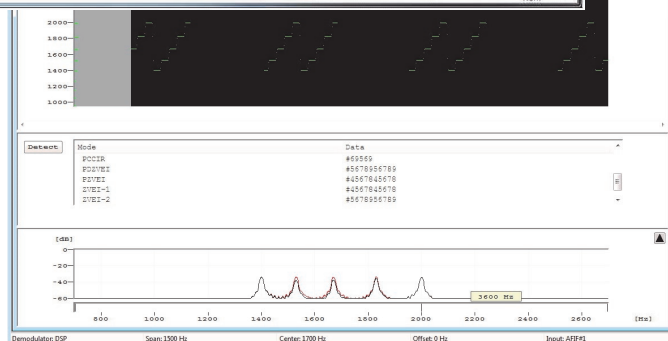 2000
1800
1600
1400
1200
1000
Detect
Mode Data
PCCIR #69569
PDZVEI #5678956789
PZVEI #4567845678
ZVEI-1 #4567845678
ZVEI-2 #5678956789
[dB]
0
-20
-40
-60
3600 Hz
800 1000 1200 1400 1600 1800 2000 2200 2400 2600 [Hz]
Demodulator: DSP Span: 1500 Hz Center: 1700 Hz Offset: 0 Hz Input: AFIF#1